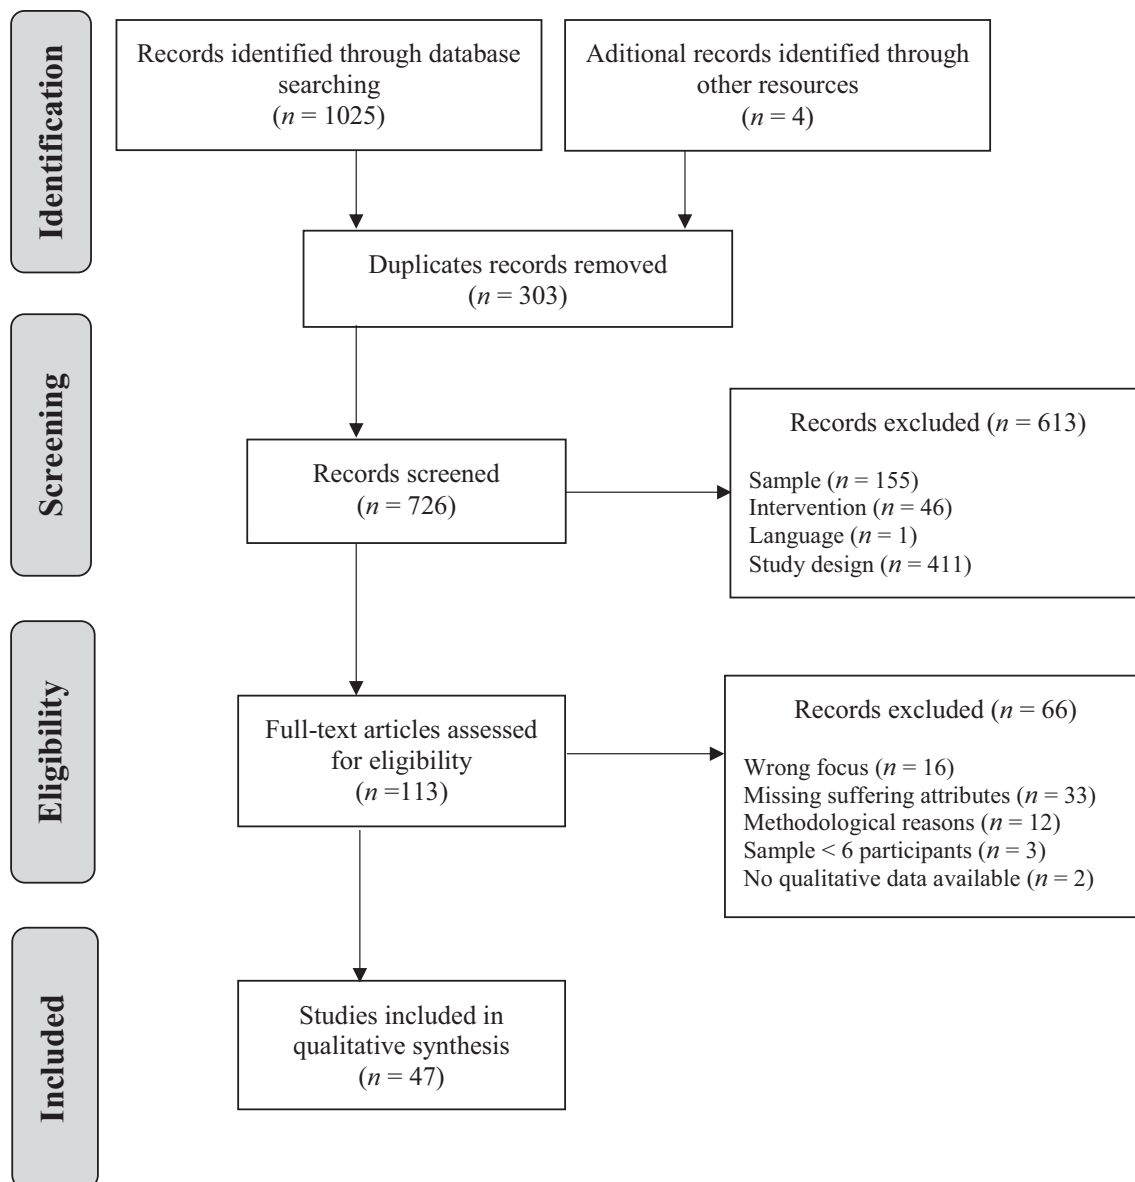 Identification
Records identified through database
searching
(n = 1025)
Aditional records identified through
other resources
(n = 4)
Duplicates records removed
(n = 303)
Screening
Records screened
(n = 726)
Records excluded (n = 613)
Sample (n = 155)
Intervention (n = 46)
Language (n = 1)
Study design (n = 411)
Eligibility
Full-text articles assessed
for eligibility
(n =113)
Records excluded (n = 66)
Wrong focus (n = 16)
Missing suffering attributes (n = 33)
Methodological reasons (n = 12)
Sample < 6 participants (n = 3)
No qualitative data available (n = 2)
Included
Studies included in
qualitative synthesis
(n = 47)